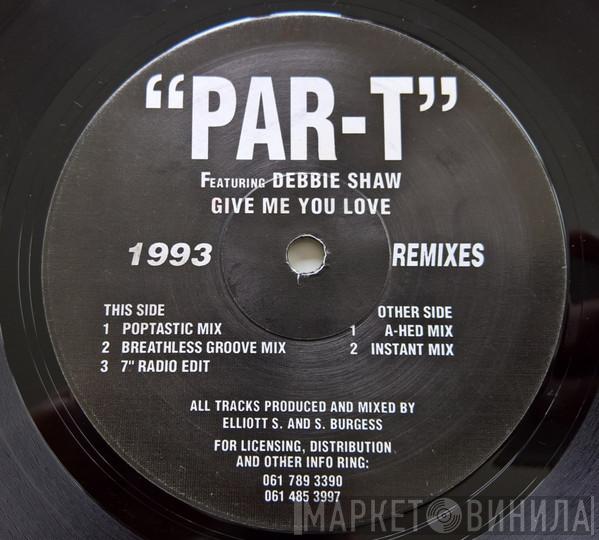 “PAR-T”
FEATURING DEBBIE SHAW
GIVE ME YOU LOVE
1993 REMIXES
THIS SIDE
1 POPTASTIC MIX
2 BREATHLESS GROOVE MIX
3 7" RADIO EDIT
OTHER SIDE
1 A-HED MIX
2 INSTANT MIX
ALL TRACKS PRODUCED AND MIXED BY
ELLIOTT S. AND S. BURGESS
FOR LICENSING, DISTRIBUTION
AND OTHER INFO RING:
061 789 3390
061 485 3997
МАРКЕТ ВИНИЛА